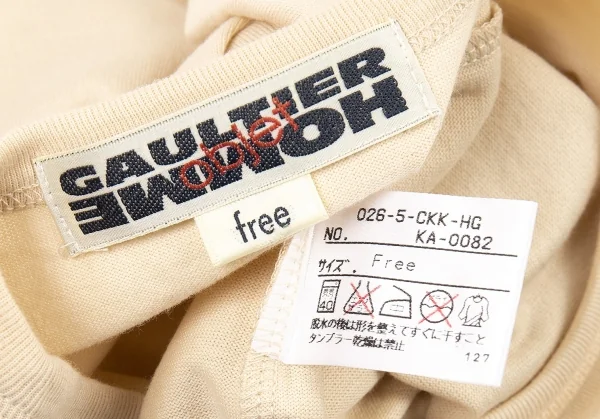 GAULTIER
HOMME
objet
free
026-5-CKK-HG
NO. KA-0082
サイズ. Free
40
脱水の後は形を整えてすぐに干すこと
タンブラー乾燥は禁止
127